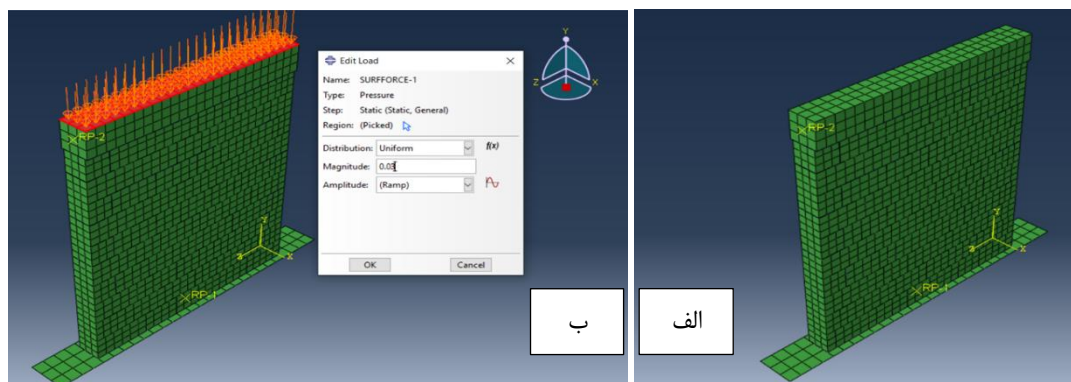 Edit Load
Name: SURFFORCE-1
Type: Pressure
Step: Static (Static, General)
Region: (Picked)
Distribution: Uniform f(x)
Magnitude: 0.03
Amplitude: (Ramp)
OK Cancel
RP-2
RP-1
Y
Z X
Y
X
ب
RP-2
RP-1
Y
X
الف